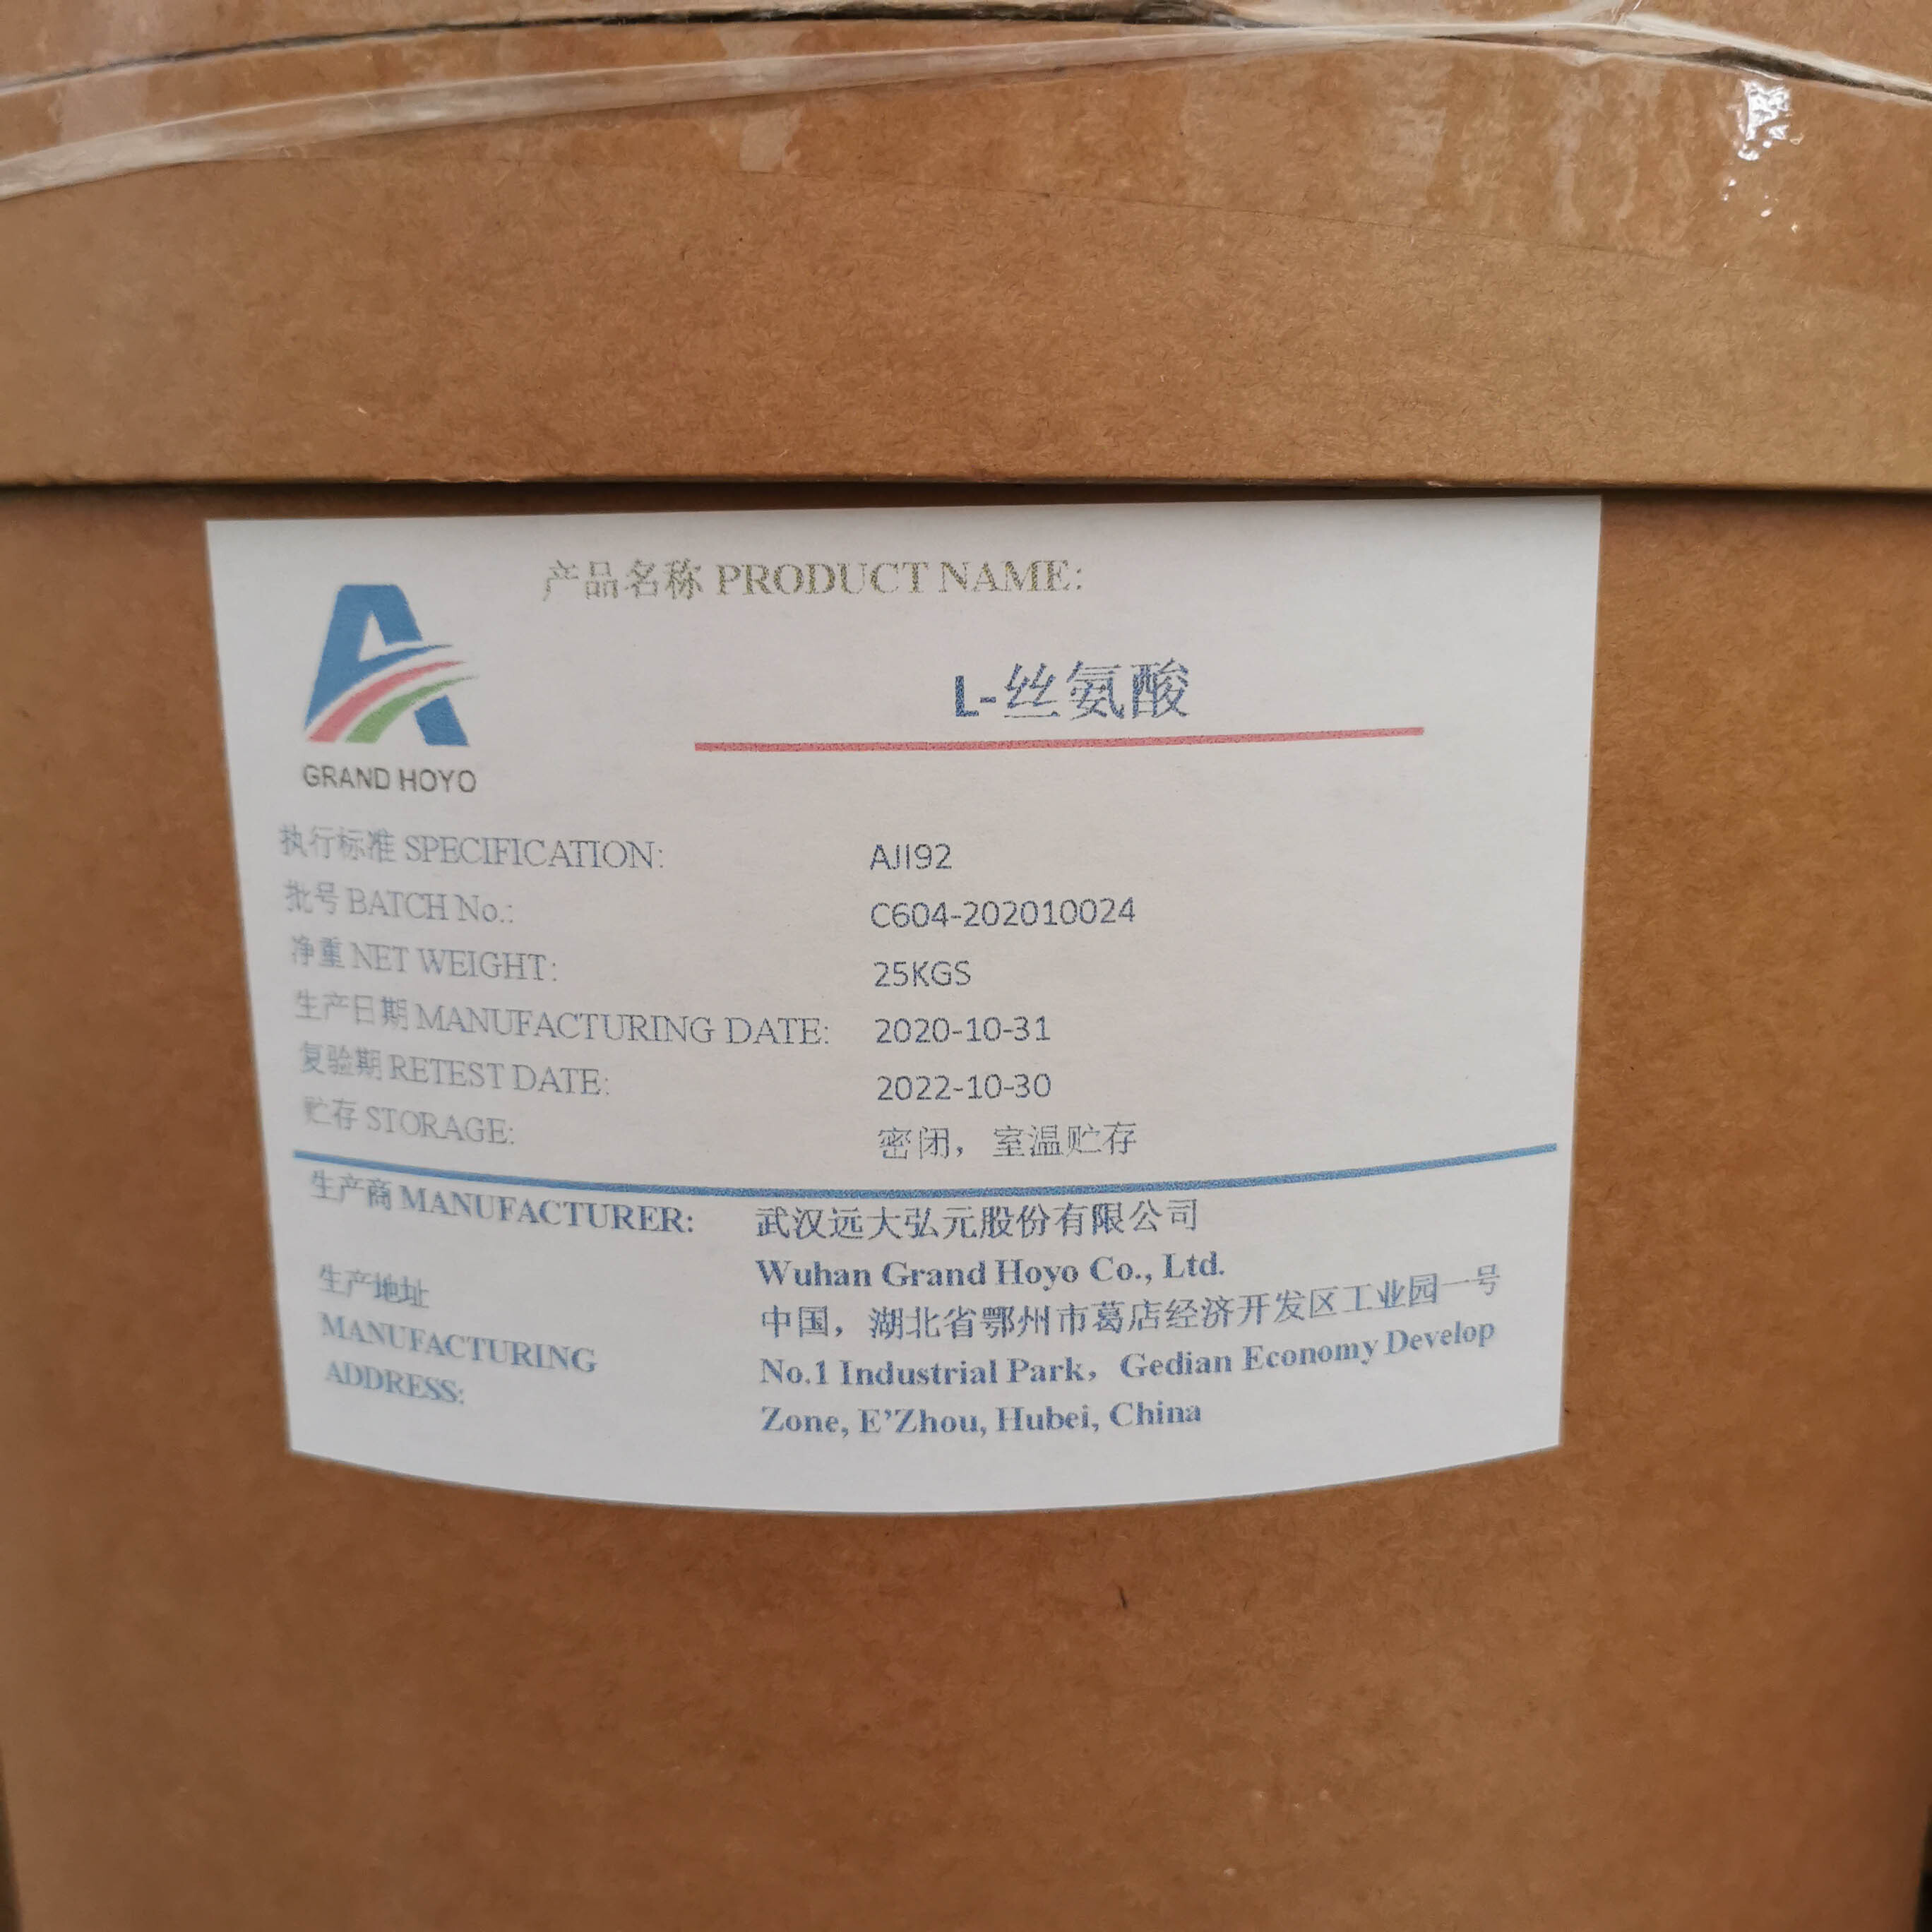 产品名称 PRODUCT NAME:
L-丝氨酸
GRAND HOYO
执行标准 SPECIFICATION: AJI92
批号 BATCH No.: C604-202010024
净重 NET WEIGHT: 25KGS
生产日期 MANUFACTURING DATE: 2020-10-31
复验期 RETEST DATE: 2022-10-30
贮存 STORAGE: 密闭，室温贮存
生产商 MANUFACTURER: 武汉远大弘元股份有限公司
Wuhan Grand Hoyo Co., Ltd.
生产地址
MANUFACTURING
ADDRESS:
中国，湖北省鄂州市葛店经济开发区工业园一号
No.1 Industrial Park，Gedian Economy Develop
Zone, E’Zhou, Hubei, China